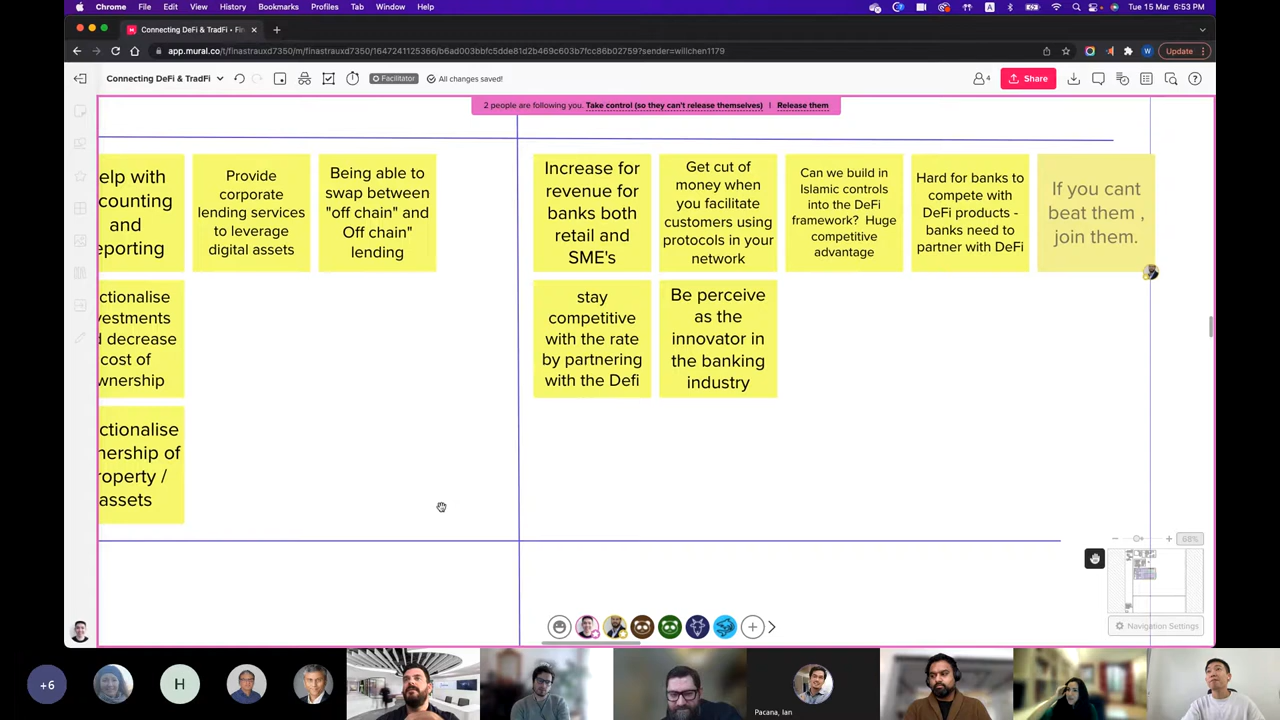 Chrome File Edit View History Bookmarks Profiles Tab Window Help
Tue 15 Mar 6:53 PM
Connecting DeFi & TradFi • Fin
app.mural.co/t/finastrauxd7350/m/finastrauxd7350/1647241125366/b6ad003bbfc5dde81d2b469c603b7fcc86b02759?sender=willchen1179
Update
Connecting DeFi & TradFi
Facilitator
All changes saved!
4
Share
2 people are following you. Take control (so they can't release themselves) | Release them
elp with
counting
and
eporting
Provide
corporate
lending services
to leverage
digital assets
Being able to
swap between
"off chain" and
Off chain"
lending
Increase for
revenue for
banks both
retail and
SME's
Get cut of
money when
you facilitate
customers using
protocols in your
network
Can we build in
Islamic controls
into the DeFi
framework? Huge
competitive
advantage
Hard for banks to
compete with
DeFi products -
banks need to
partner with DeFi
If you cant
beat them ,
join them.
ctionalise
vestments
d decrease
cost of
wnership
stay
competitive
with the rate
by partnering
with the Defi
Be perceive
as the
innovator in
the banking
industry
ctionalise
nership of
roperty /
assets
68%
Navigation Settings
+6
H
Pacana, Ian